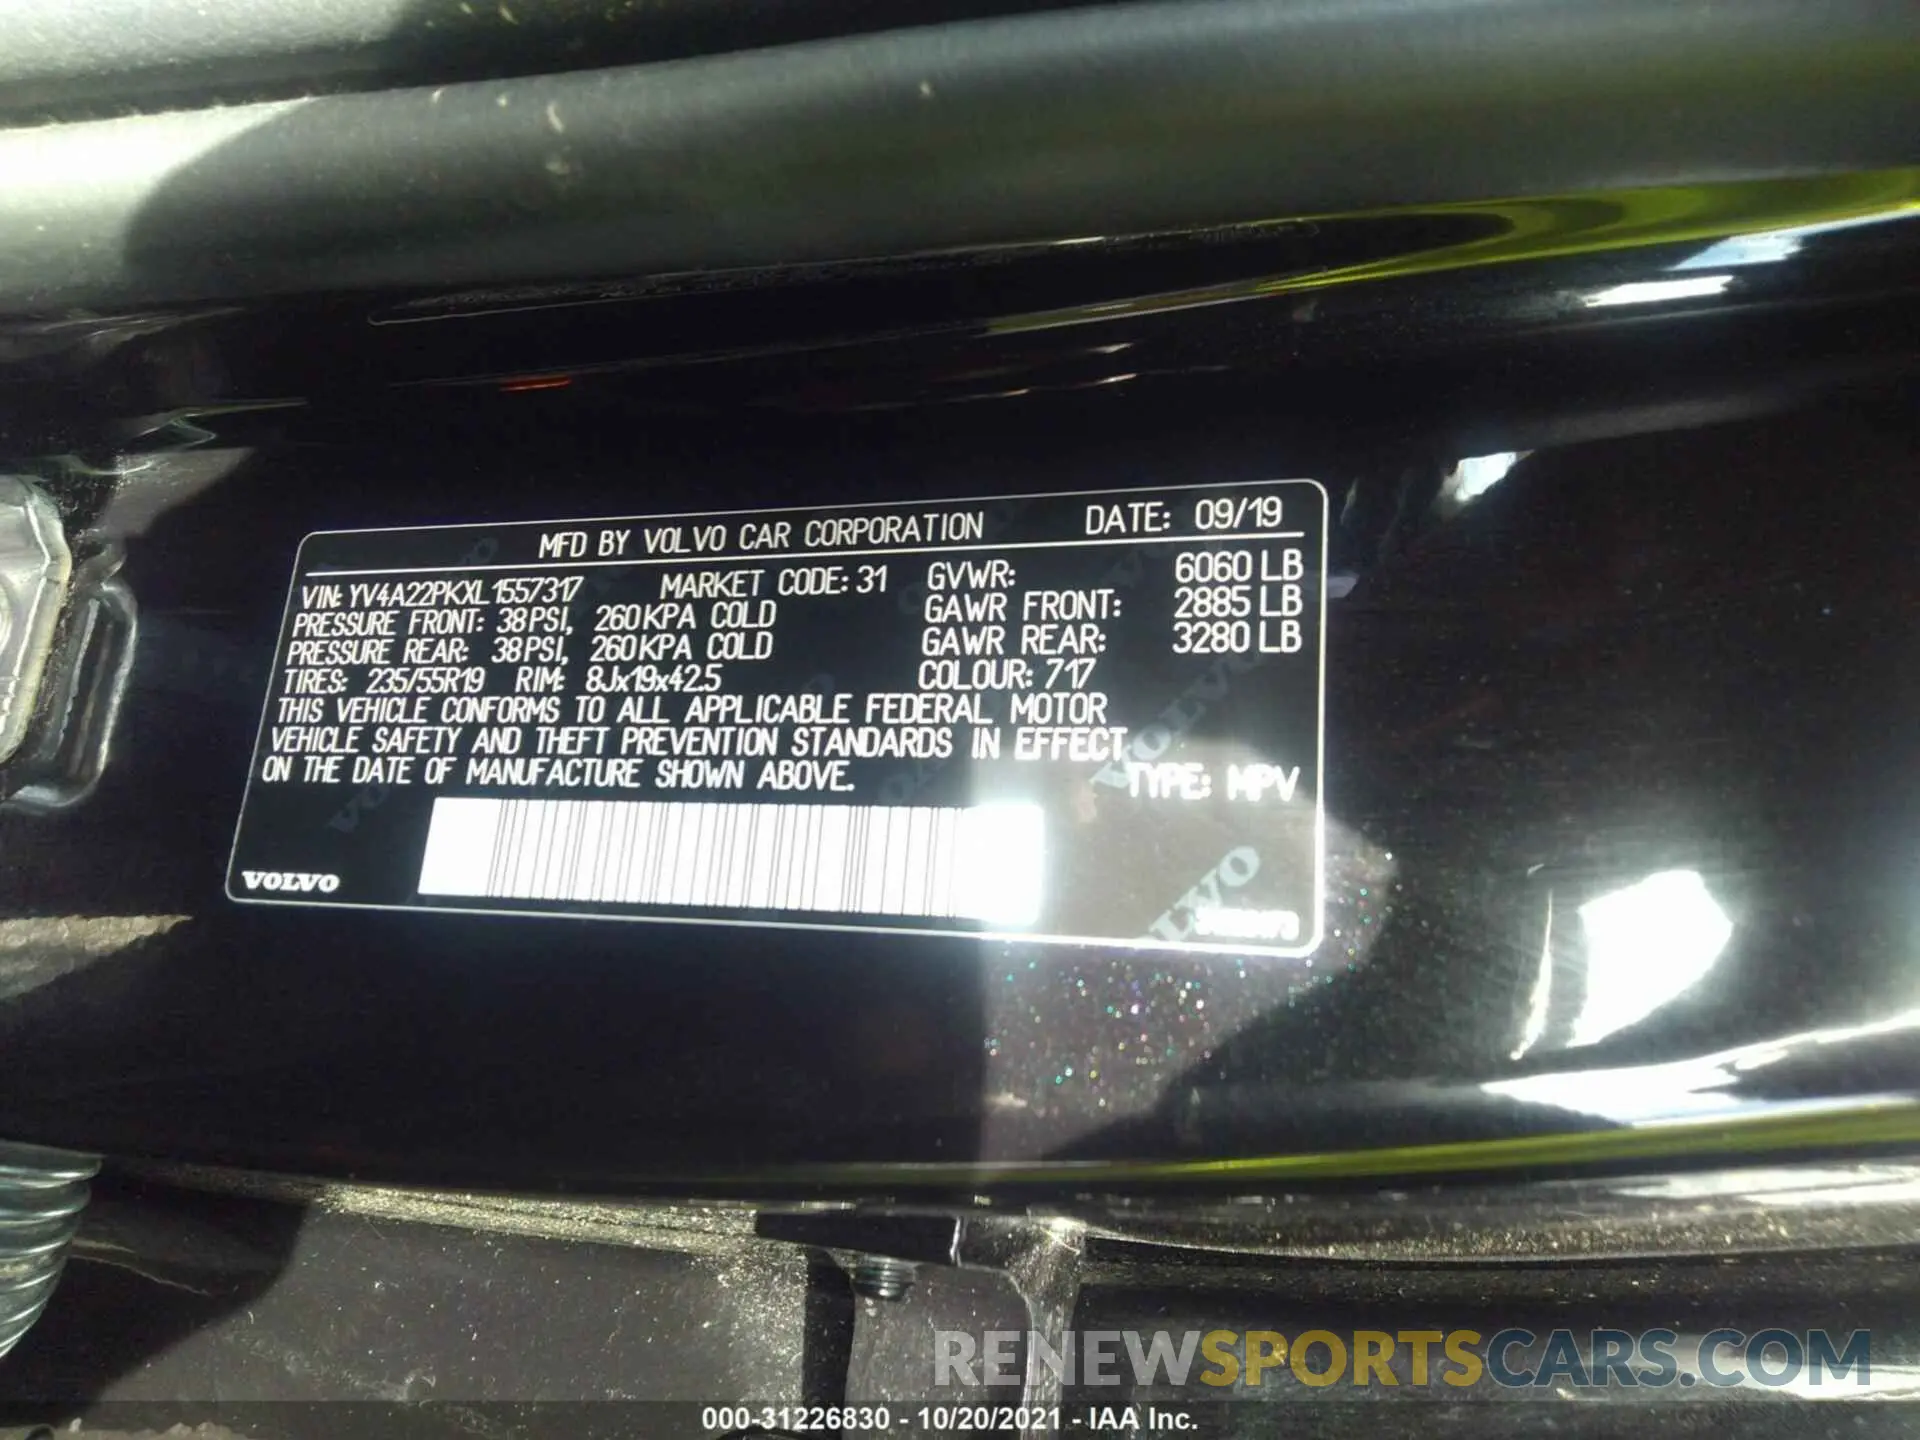 MFD BY VOLVO CAR CORPORATION DATE: 09/19
VIN: YV4A22PKXL1557317 MARKET CODE: 31 GVWR: 6060 LB
PRESSURE FRONT: 38PSI, 260KPA COLD GAWR FRONT: 2885 LB
PRESSURE REAR: 38PSI, 260KPA COLD GAWR REAR: 3280 LB
TIRES: 235/55R19 RIM: 8Jx19x42.5 COLOUR: 717
THIS VEHICLE CONFORMS TO ALL APPLICABLE FEDERAL MOTOR
VEHICLE SAFETY AND THEFT PREVENTION STANDARDS IN EFFECT
ON THE DATE OF MANUFACTURE SHOWN ABOVE. TYPE: MPV
VOLVO
VOLVO
VOLVO
RENEWSPORTSCARS.COM
000-31226830 - 10/20/2021 - IAA Inc.